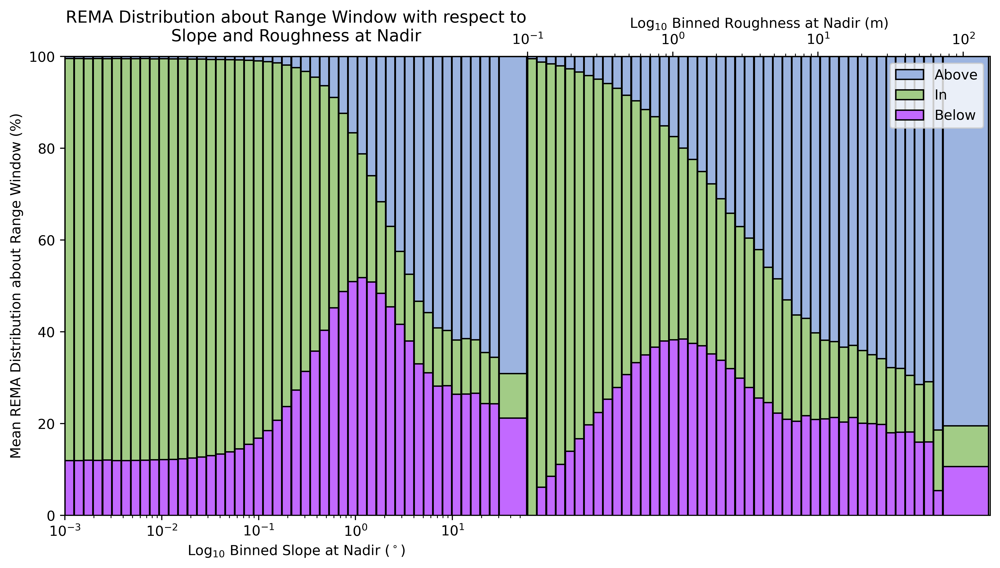 REMA Distribution about Range Window with respect to
Slope and Roughness at Nadir
Log₁₀ Binned Roughness at Nadir (m)
10⁻¹ 10⁰ 10¹ 10²
Above
In
Below
Mean REMA Distribution about Range Window (%)
100
80
60
40
20
0
10⁻³ 10⁻² 10⁻¹ 10⁰ 10¹
Log₁₀ Binned Slope at Nadir (°)